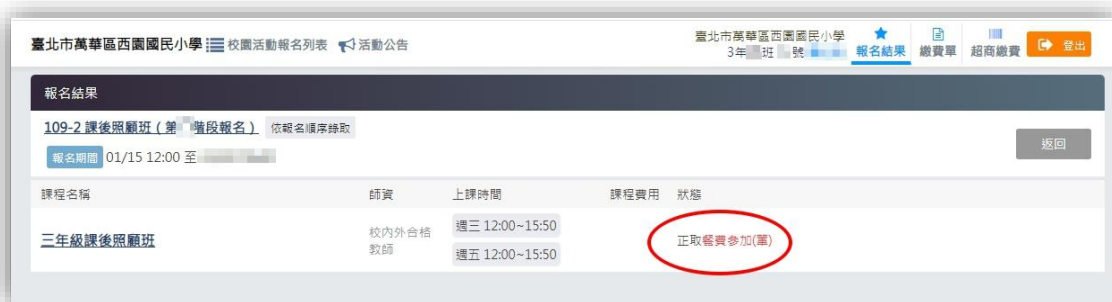 臺北市萬華區西園國民小學 校園活動報名列表 活動公告
臺北市萬華區西園國民小學
3年 班 號
報名結果 繳費單 超商繳費 登出
報名結果
109-2 課後照顧班(第 階段報名) 依報名順序錄取
報名期間 01/15 12:00 至
返回
課程名稱 師資 上課時間 課程費用 狀態
三年級課後照顧班
校內外合格
教師
週三 12:00~15:50
週五 12:00~15:50
正取餐費參加(葷)